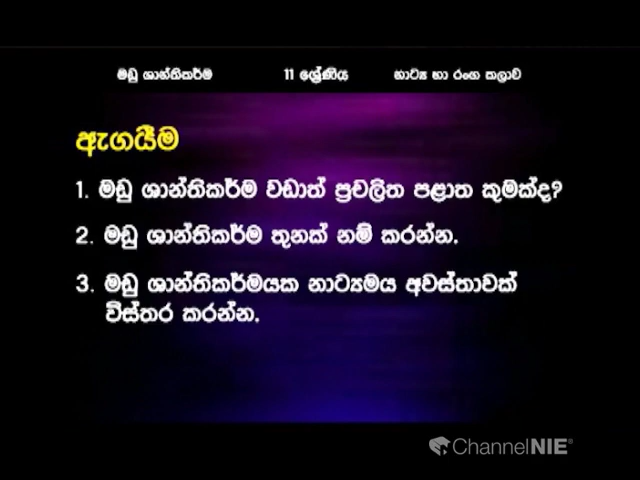 මඩු ශාන්තිකර්ම 11 ශ්‍රේණිය නාට්‍ය හා රංග කලාව
ඇගයීම
1. මඩු ශාන්තිකර්ම වඩාත් ප්‍රචලිත පළාත කුමක්ද?
2. මඩු ශාන්තිකර්ම තුනක් නම් කරන්න.
3. මඩු ශාන්තිකර්මයක නාට්‍යමය අවස්තාවක්
විස්තර කරන්න.
ChannelNIE